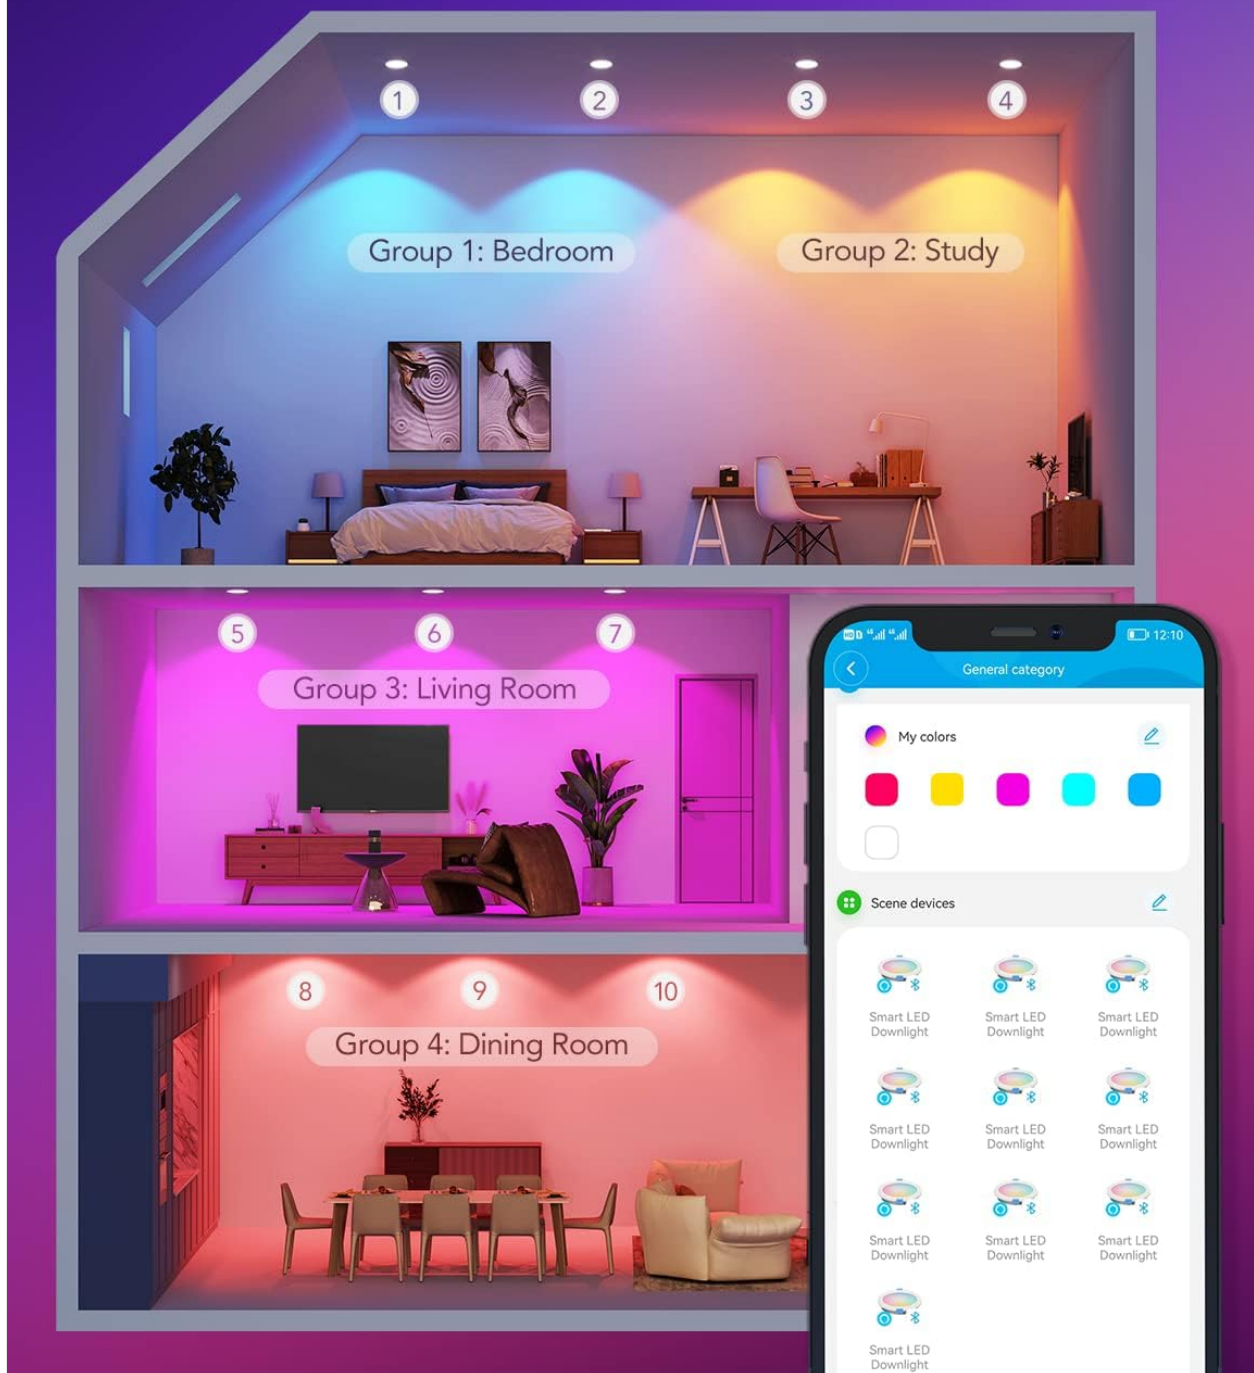 1
2
3
4
Group 1: Bedroom
Group 2: Study
5
6
7
Group 3: Living Room
8
9
10
Group 4: Dining Room
12:10
General category
My colors
Scene devices
Smart LED
Downlight
Smart LED
Downlight
Smart LED
Downlight
Smart LED
Downlight
Smart LED
Downlight
Smart LED
Downlight
Smart LED
Downlight
Smart LED
Downlight
Smart LED
Downlight
Smart LED
Downlight